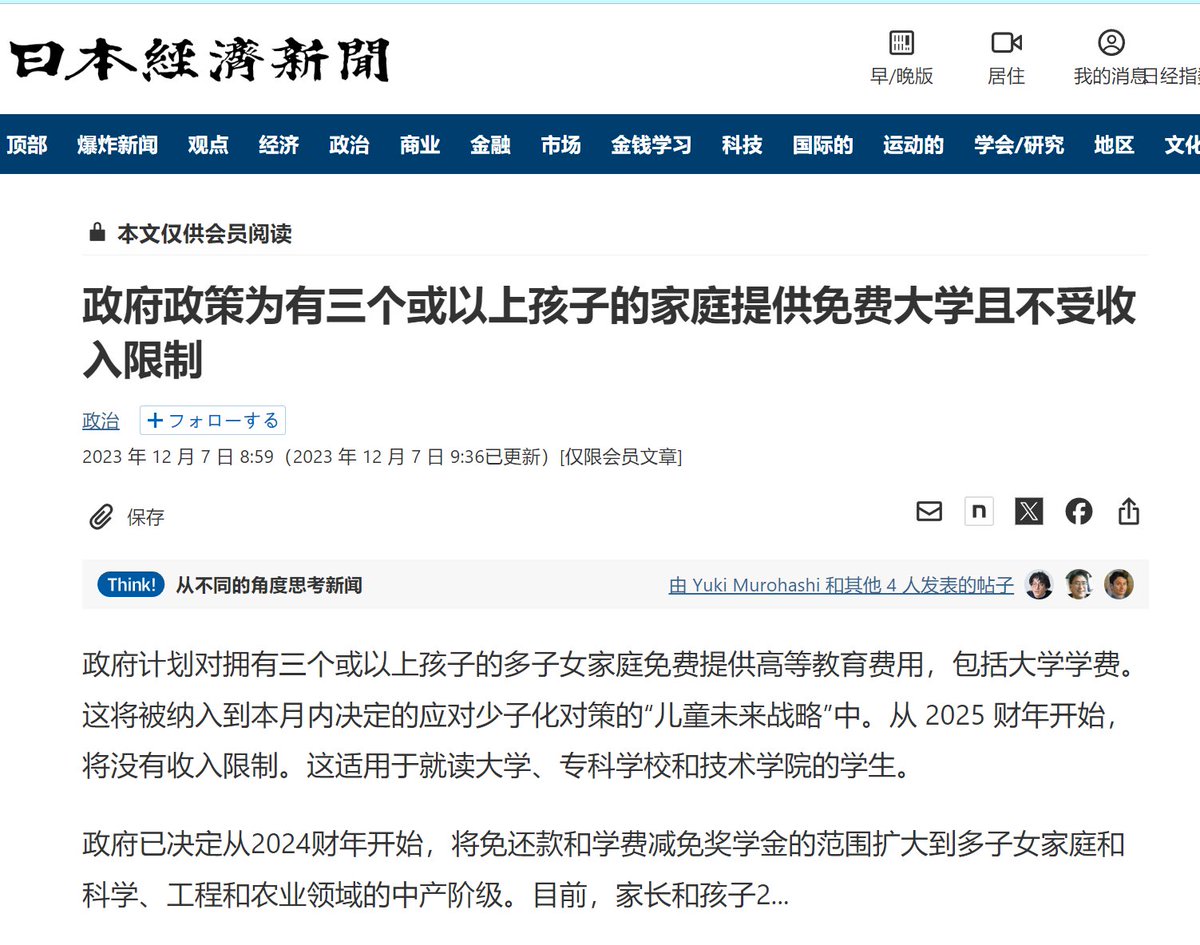 日本經濟新聞
早/晚版
居住
我的消息
日经指
顶部 爆炸新闻 观点 经济 政治 商业 金融 市场 金钱学习 科技 国际的 运动的 学会/研究 地区 文化
本文仅供会员阅读
政府政策为有三个或以上孩子的家庭提供免费大学且不受收
入限制
政治 +フォローする
2023 年 12 月 7 日 8:59（2023 年 12 月 7 日 9:36已更新）[仅限会员文章]
保存
n X
Think! 从不同的角度思考新闻 由 Yuki Murohashi 和其他 4 人发表的帖子
政府计划对拥有三个或以上孩子的多子女家庭免费提供高等教育费用，包括大学学费。
这将被纳入到本月内决定的应对少子化对策的“儿童未来战略”中。从 2025 财年开始，
将没有收入限制。这适用于就读大学、专科学校和技术学院的学生。
政府已决定从2024财年开始，将免还款和学费减免奖学金的范围扩大到多子女家庭和
科学、工程和农业领域的中产阶级。目前，家长和孩子2...